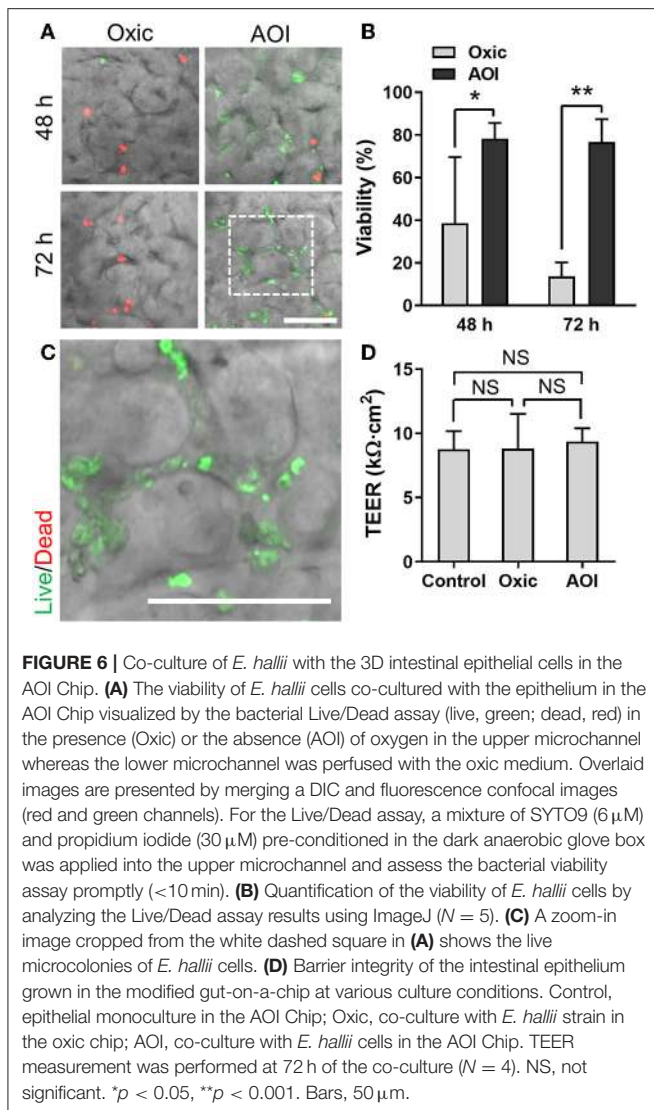 A
Oxic
AOI
48 h
72 h
B
Oxic
AOI
Viability (%)
100
80
60
40
20
0
*
**
48 h
72 h
C
Live/Dead
D
TEER (kΩ·cm²)
15
10
5
0
NS
NS
NS
Control
Oxic
AOI
FIGURE 6 | Co-culture of E. hallii with the 3D intestinal epithelial cells in the
AOI Chip. (A) The viability of E. hallii cells co-cultured with the epithelium in the
AOI Chip visualized by the bacterial Live/Dead assay (live, green; dead, red) in
the presence (Oxic) or the absence (AOI) of oxygen in the upper microchannel
whereas the lower microchannel was perfused with the oxic medium. Overlaid
images are presented by merging a DIC and fluorescence confocal images
(red and green channels). For the Live/Dead assay, a mixture of SYTO9 (6 μM)
and propidium iodide (30 μM) pre-conditioned in the dark anaerobic glove box
was applied into the upper microchannel and assess the bacterial viability
assay promptly (<10 min). (B) Quantification of the viability of E. hallii cells by
analyzing the Live/Dead assay results using ImageJ (N = 5). (C) A zoom-in
image cropped from the white dashed square in (A) shows the live
microcolonies of E. hallii cells. (D) Barrier integrity of the intestinal epithelium
grown in the modified gut-on-a-chip at various culture conditions. Control,
epithelial monoculture in the AOI Chip; Oxic, co-culture with E. hallii strain in
the oxic chip; AOI, co-culture with E. hallii cells in the AOI Chip. TEER
measurement was performed at 72 h of the co-culture (N = 4). NS, not
significant. *p < 0.05, **p < 0.001. Bars, 50 μm.